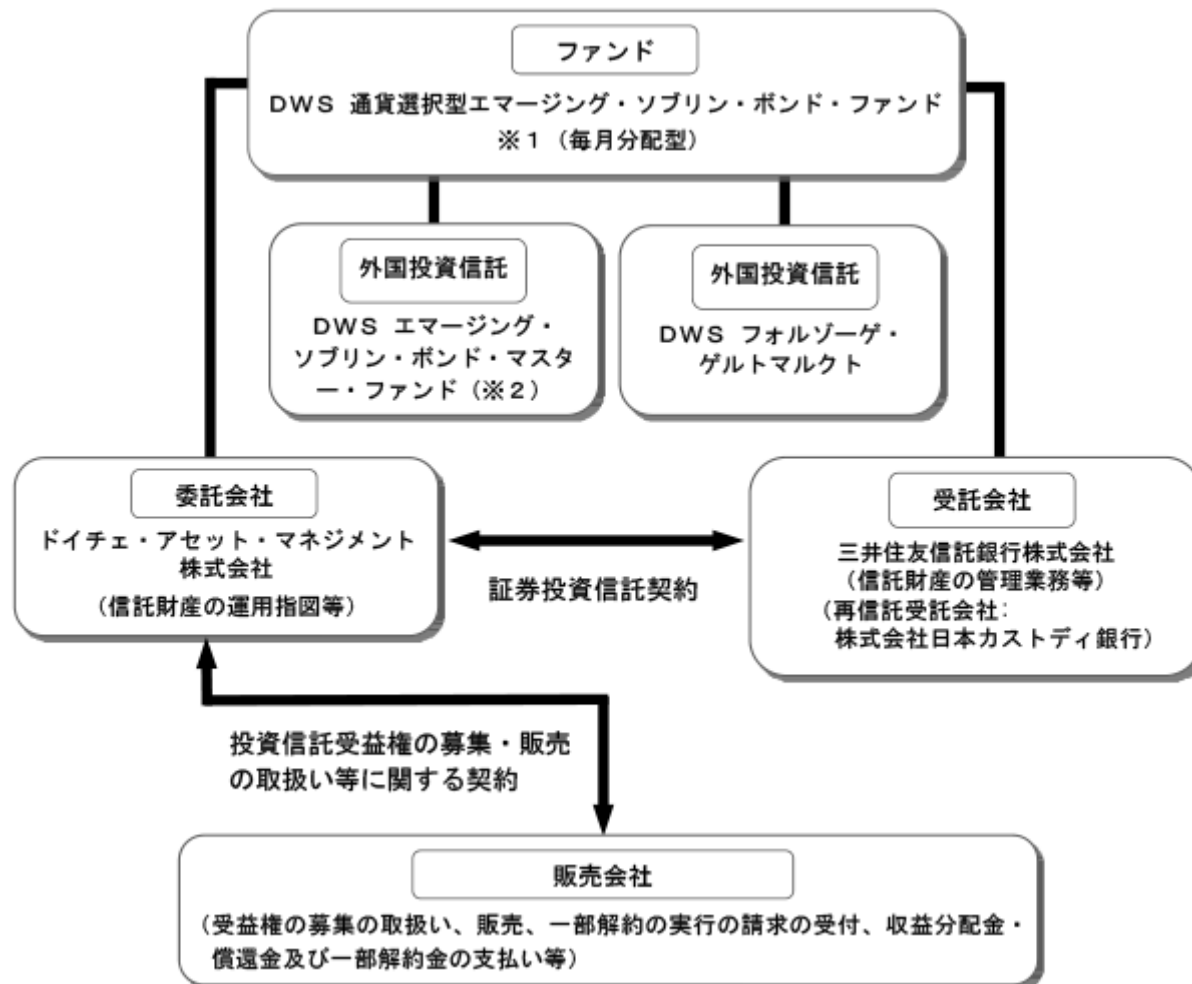 ファンド
DWS 通貨選択型エマージング・ソブリン・ボンド・ファンド
※1（毎月分配型）
外国投資信託
DWS エマージング・
ソブリン・ボンド・マスタ
ー・ファンド（※2）
外国投資信託
DWS フォルゾーゲ・
ゲルトマルクト
委託会社
ドイチェ・アセット・マネジメント
株式会社
（信託財産の運用指図等）
証券投資信託契約
受託会社
三井住友信託銀行株式会社
（信託財産の管理業務等）
（再信託受託会社：
株式会社日本カストディ銀行）
投資信託受益権の募集・販売
の取扱い等に関する契約
販売会社
（受益権の募集の取扱い、販売、一部解約の実行の請求の受付、収益分配金・
償還金及び一部解約金の支払い等）